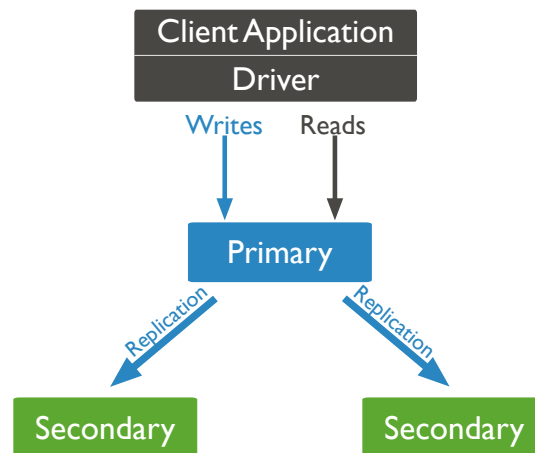 Client Application
Driver
Writes Reads
Primary
Replication Replication
Secondary Secondary